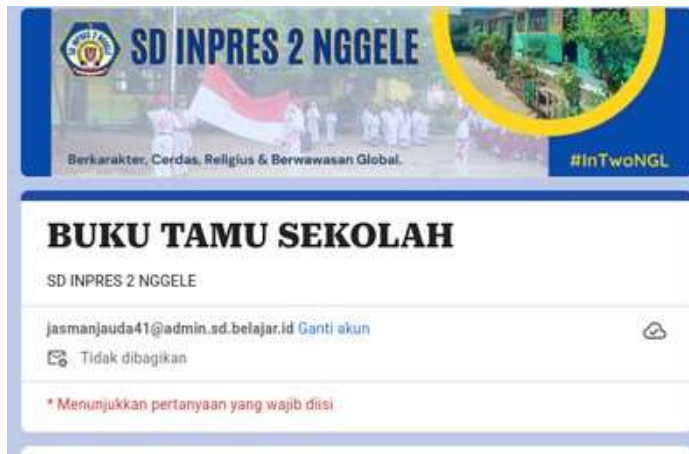 SD INPRES 2 NGGELE
Berkarakter, Cerdas, Religius & Berwawasan Global.
#InTwoNGL
BUKU TAMU SEKOLAH
SD INPRES 2 NGGELE
jasmanjauda41@admin.sd.belajar.id Ganti akun
Tidak dibagikan
* Menunjukkan pertanyaan yang wajib diisi